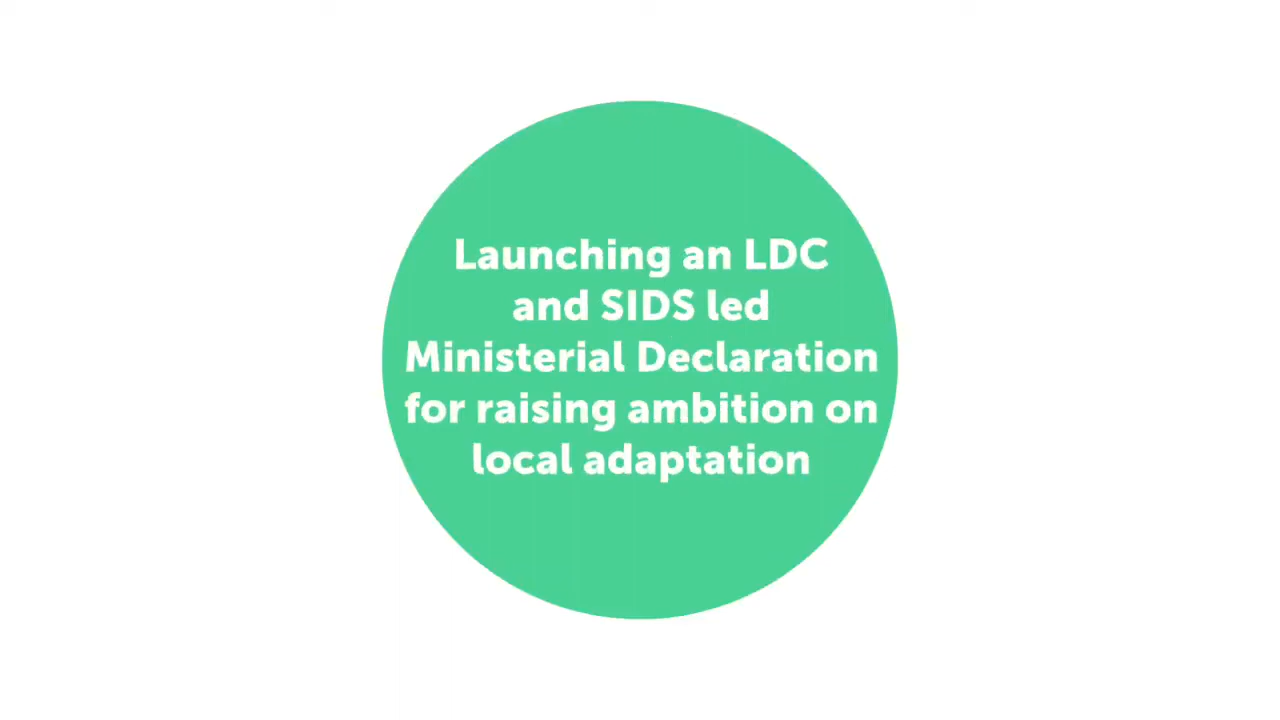 Launching an LDC
and SIDS led
Ministerial Declaration
for raising ambition on
local adaptation